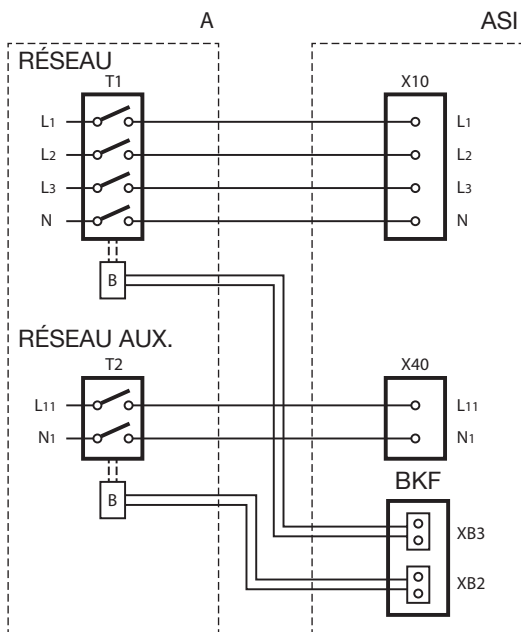 A
ASI
RÉSEAU
T1
X10
L1
L1
L2
L2
L3
L3
N
N
B
RÉSEAU AUX.
T2
X40
L11
L11
N1
N1
BKF
B
XB3
XB2